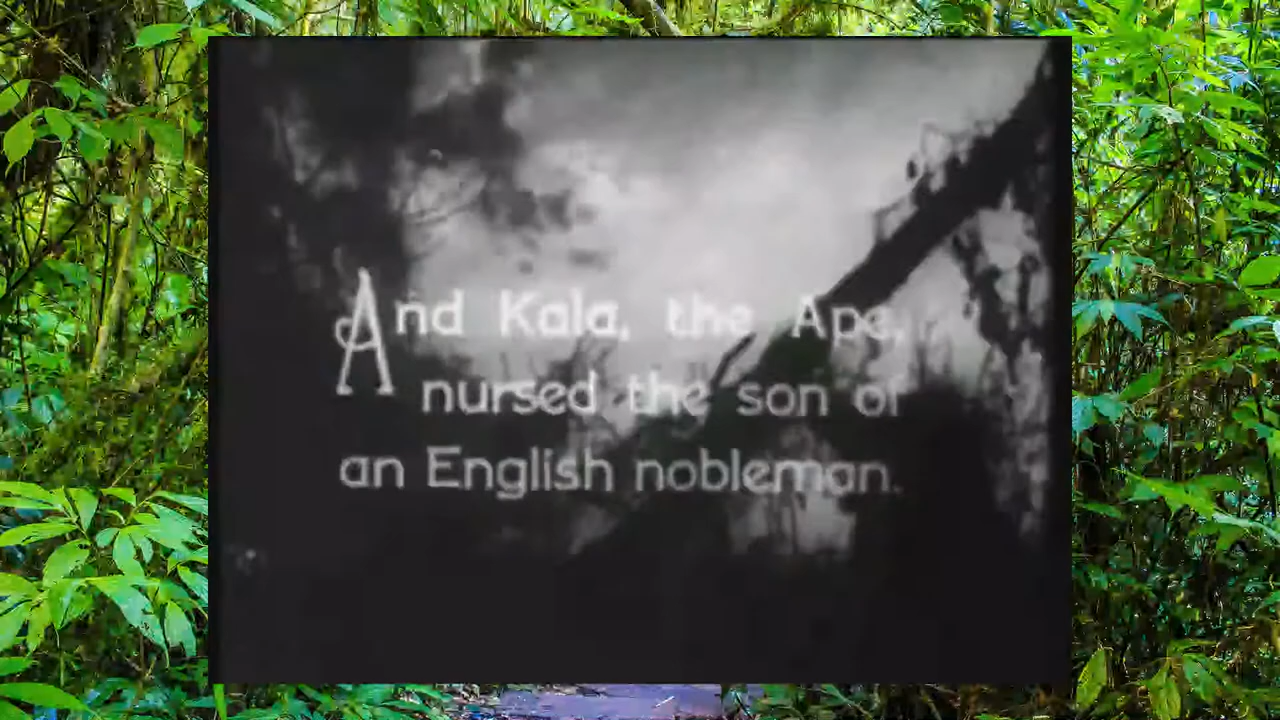 And Kala, the Ape,
nursed the son of
an English nobleman.